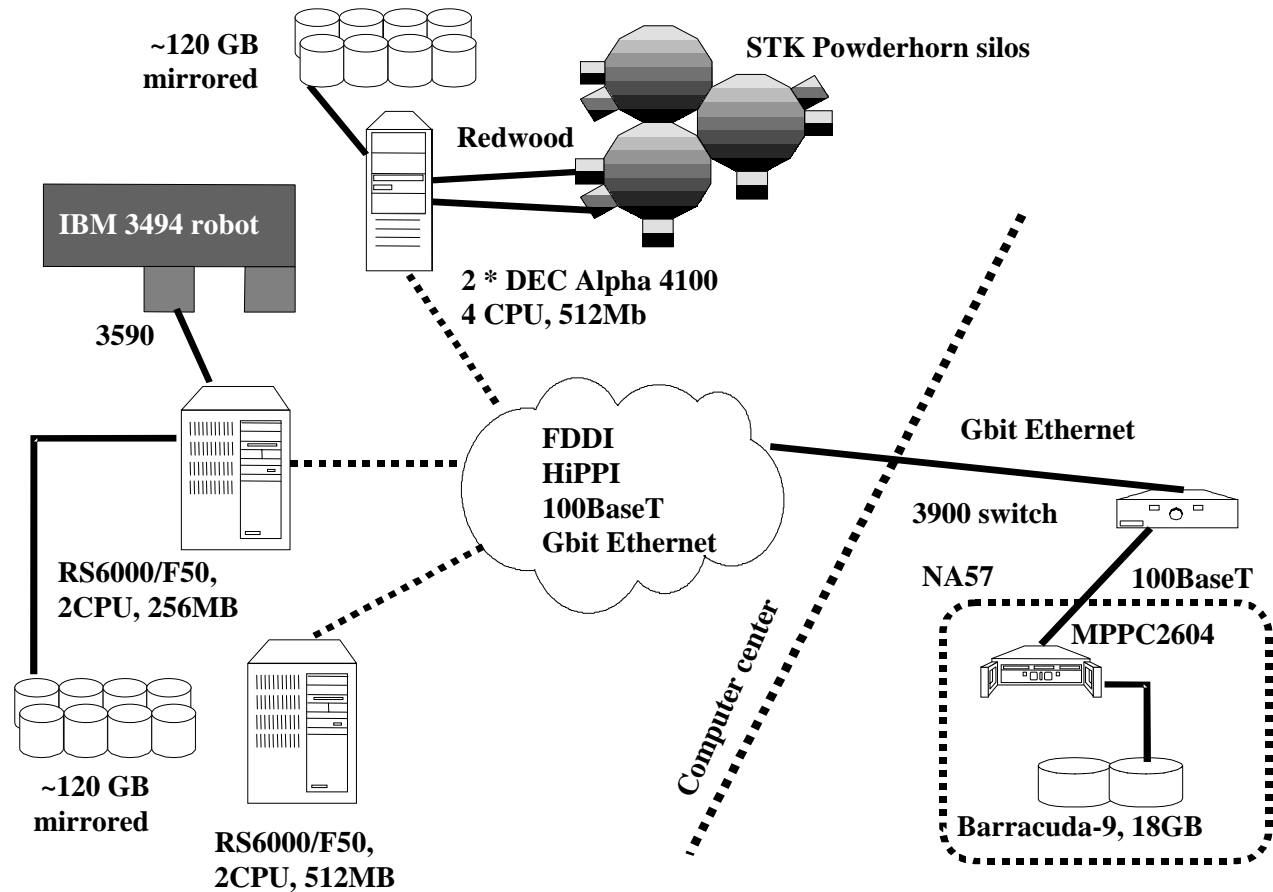 ~120 GB
mirrored
STK Powderhorn silos
Redwood
IBM 3494 robot
2 * DEC Alpha 4100
4 CPU, 512Mb
3590
FDDI
HiPPI
100BaseT
Gbit Ethernet
Gbit Ethernet
3900 switch
RS6000/F50,
2CPU, 256MB
NA57
100BaseT
MPPC2604
Computer center
~120 GB
mirrored
Barracuda-9, 18GB
RS6000/F50,
2CPU, 512MB